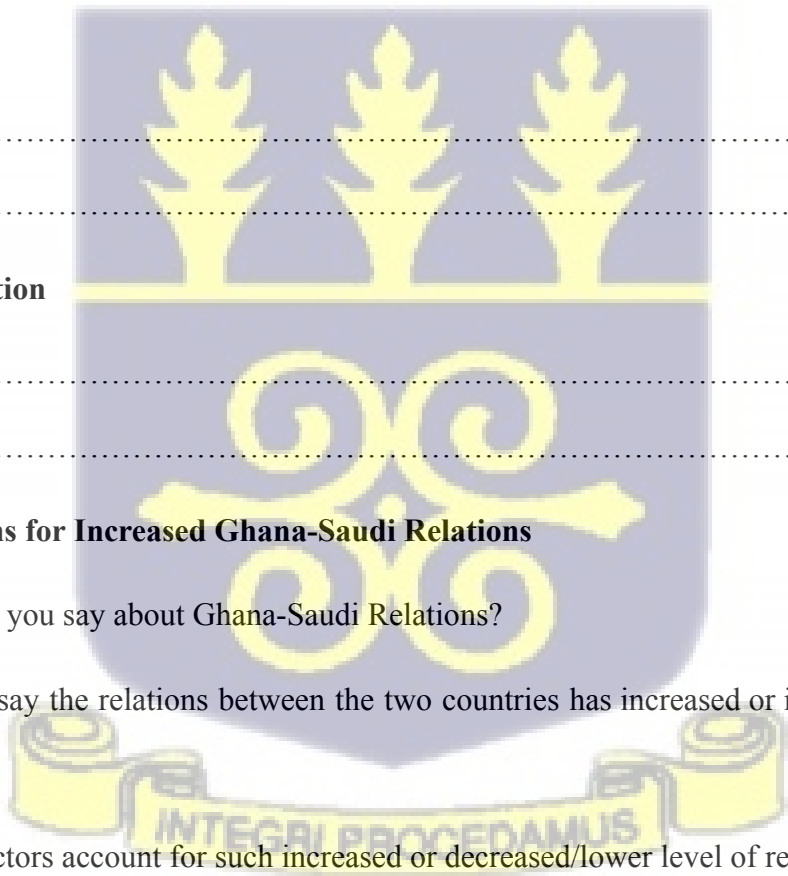 ……………………………………………………………………
……………………………………………………………………
tion
……………………………………………………………………
……………………………………………………………………
ns for Increased Ghana-Saudi Relations
you say about Ghana-Saudi Relations?
say the relations between the two countries has increased or i
INTEGRI PROCEDAMUS
ctors account for such increased or decreased/lower level of re